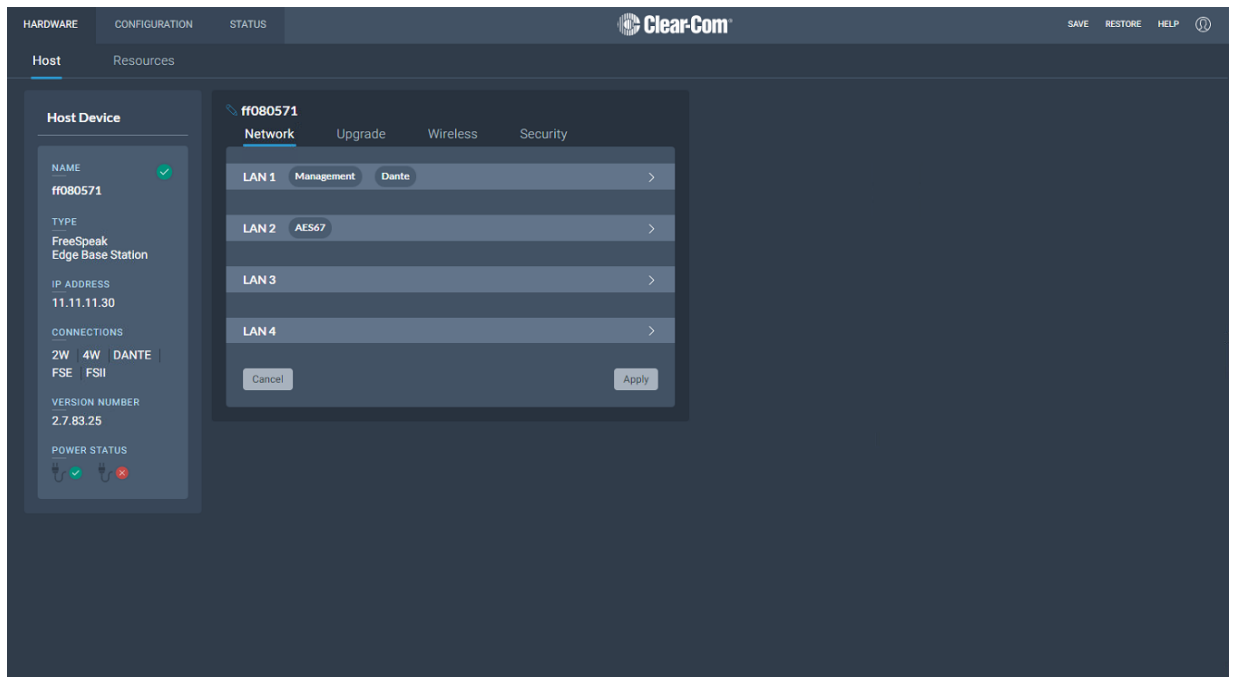 HARDWARE CONFIGURATION STATUS Clear-Com SAVE RESTORE HELP
Host Resources
Host Device
NAME
ff080571
TYPE
FreeSpeak
Edge Base Station
IP ADDRESS
11.11.11.30
CONNECTIONS
2W 4W DANTE
FSE FSII
VERSION NUMBER
2.7.83.25
POWER STATUS
ff080571
Network Upgrade Wireless Security
LAN 1 Management Dante
LAN 2 AES67
LAN 3
LAN 4
Cancel Apply